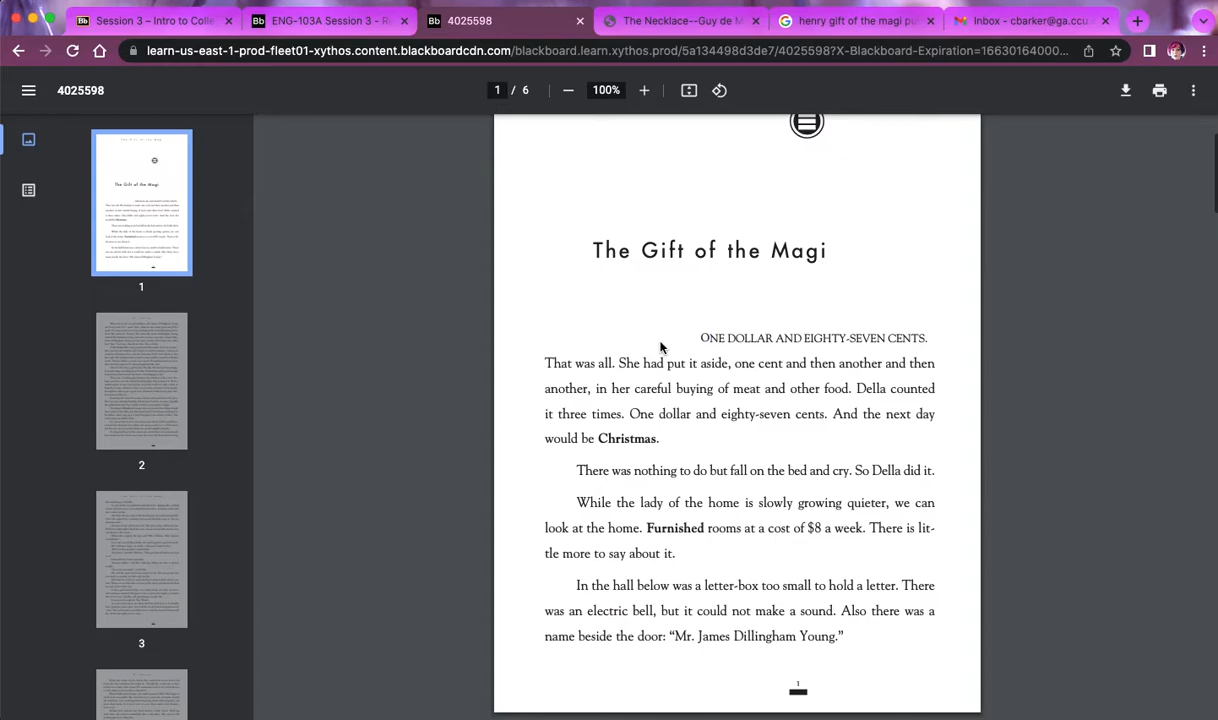 Session 3 – Intro to Colle
ENG-103A Session 3 - Ri
4025598
The Necklace--Guy de M
henry gift of the magi pu
Inbox - cbarker@ga.ccu.
learn-us-east-1-prod-fleet01-xythos.content.blackboardcdn.com/blackboard.learn.xythos.prod/5a134498d3de7/4025598?X-Blackboard-Expiration=16630164000...
4025598
1 / 6
100%
1
2
3
The Gift of the Magi
ONE DOLLAR AND EIGHTY-SEVEN CENTS.
That was all. She had put it aside, one cent and then another and then
another, in her careful buying of meat and other food. Della counted
it three times. One dollar and eighty-seven cents. And the next day
would be Christmas.
There was nothing to do but fall on the bed and cry. So Della did it.
While the lady of the home is slowly growing quieter, we can
look at the home. Furnished rooms at a cost of $8 a week. There is lit-
tle more to say about it.
In the hall below was a letter-box too small to hold a letter. There
was an electric bell, but it could not make a sound. Also there was a
name beside the door: “Mr. James Dillingham Young.”
1